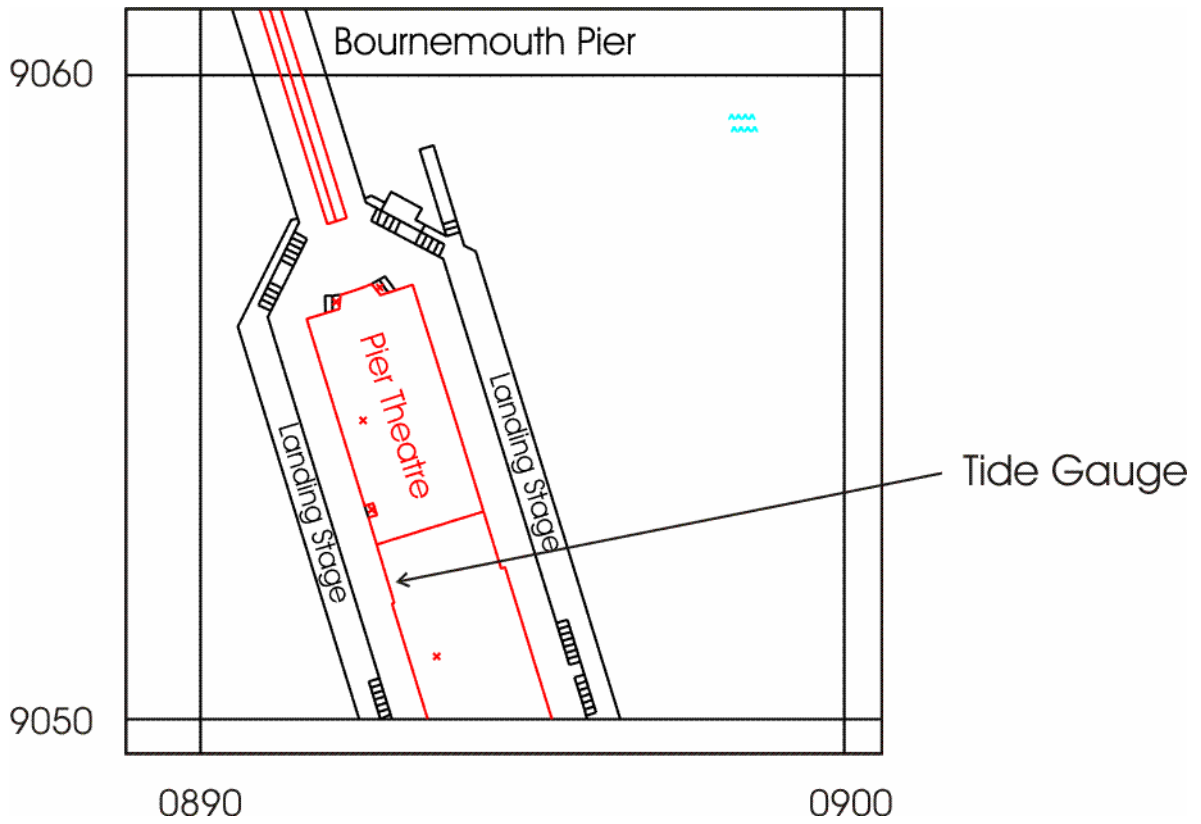 Bournemouth Pier
9060
Pier Theatre
Landing Stage
Landing Stage
Tide Gauge
9050
0890
0900